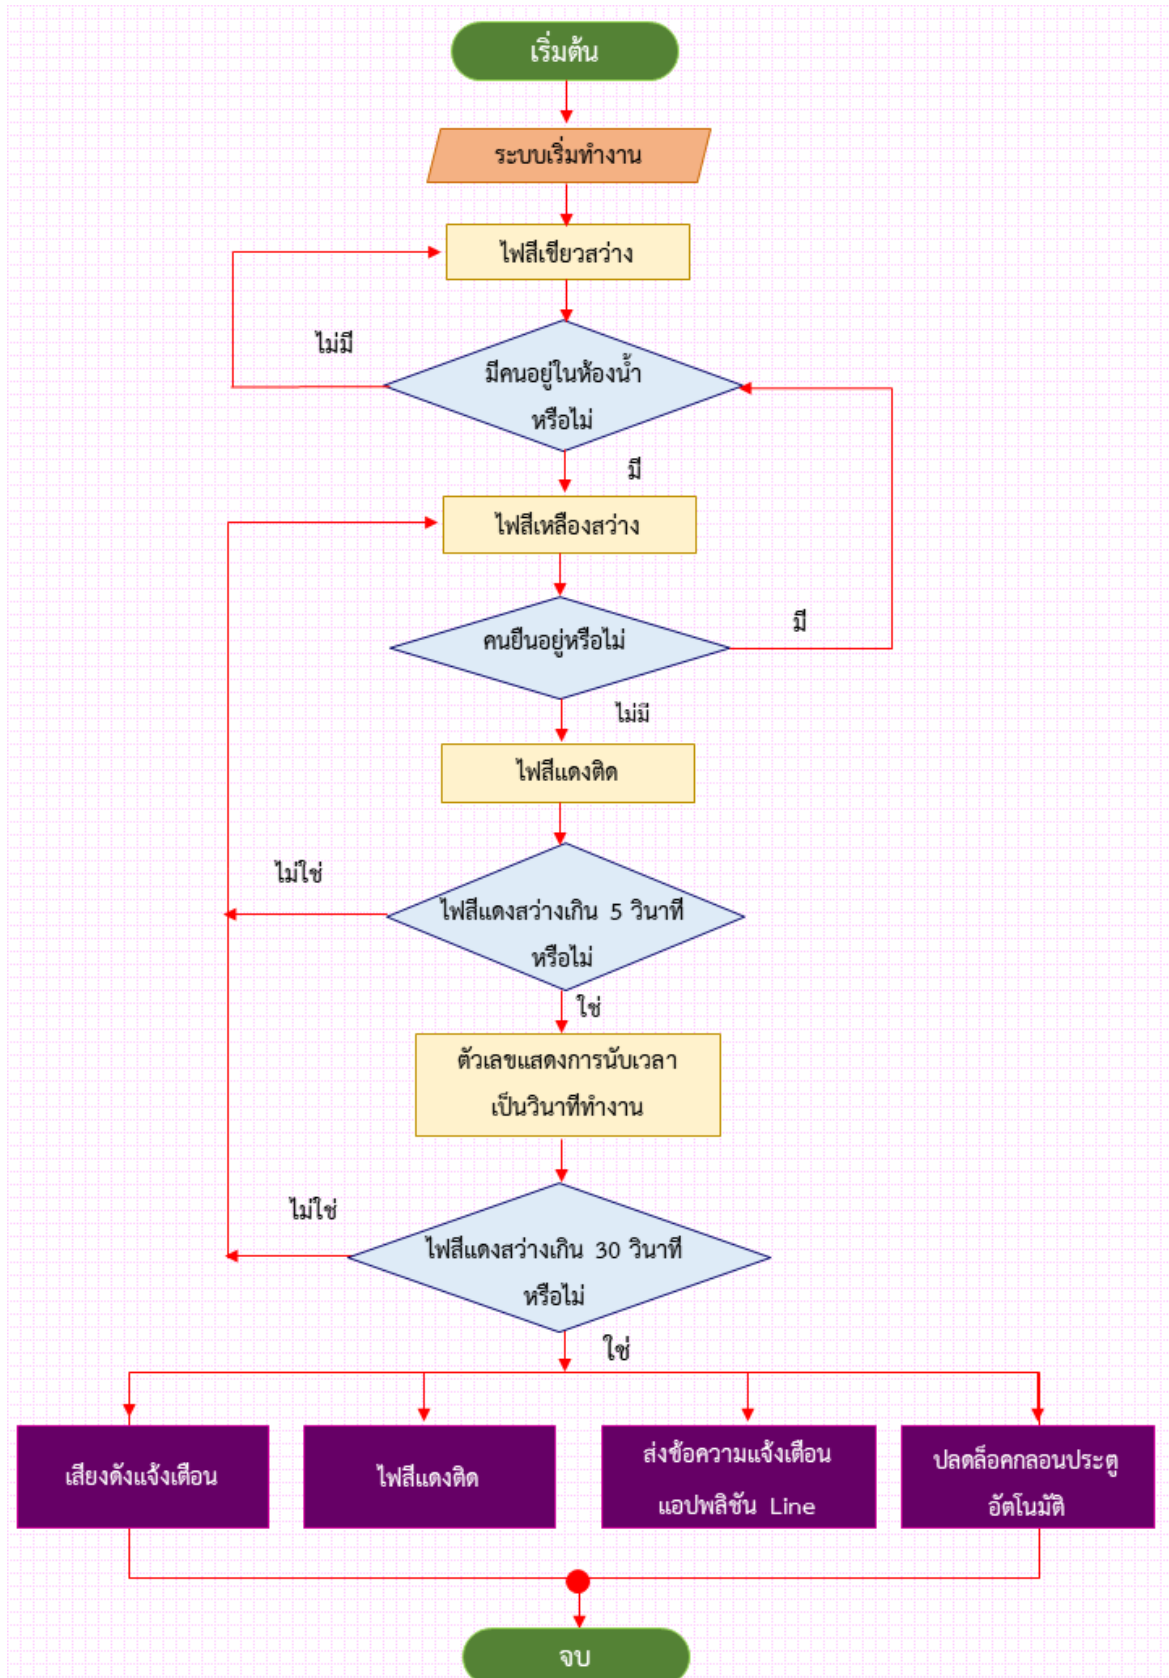 เริ่มต้น
ระบบเริ่มทำงาน
ไฟสีเขียวสว่าง
ไม่มี
มีคนอยู่ในห้องน้ำ
หรือไม่
มี
ไฟสีเหลืองสว่าง
คนยืนอยู่หรือไม่
มี
ไม่มี
ไฟสีแดงติด
ไม่ใช่
ไฟสีแดงสว่างเกิน 5 วินาที
หรือไม่
ใช่
ตัวเลขแสดงการนับเวลา
เป็นวินาทีทำงาน
ไม่ใช่
ไฟสีแดงสว่างเกิน 30 วินาที
หรือไม่
ใช่
เสียงดังแจ้งเตือน
ไฟสีแดงติด
ส่งข้อความแจ้งเตือน
แอปพลิชัน Line
ปลดล็อคกลอนประตู
อัตโนมัติ
จบ